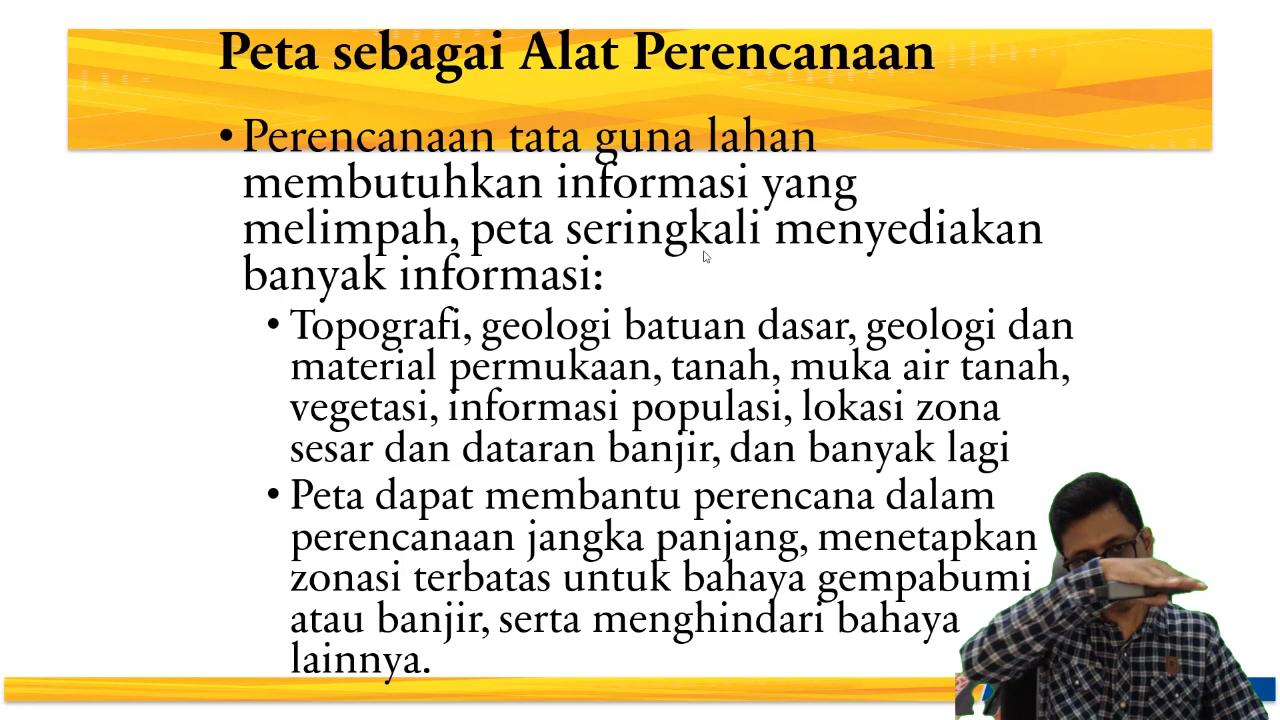 Peta sebagai Alat Perencanaan
• Perencanaan tata guna lahan
membutuhkan informasi yang
melimpah, peta seringkali menyediakan
banyak informasi:
• Topografi, geologi batuan dasar, geologi dan
material permukaan, tanah, muka air tanah,
vegetasi, informasi populasi, lokasi zona
sesar dan dataran banjir, dan banyak lagi
• Peta dapat membantu perencana dalam
perencanaan jangka panjang, menetapkan
zonasi terbatas untuk bahaya gempabumi
atau banjir, serta menghindari bahaya
lainnya.